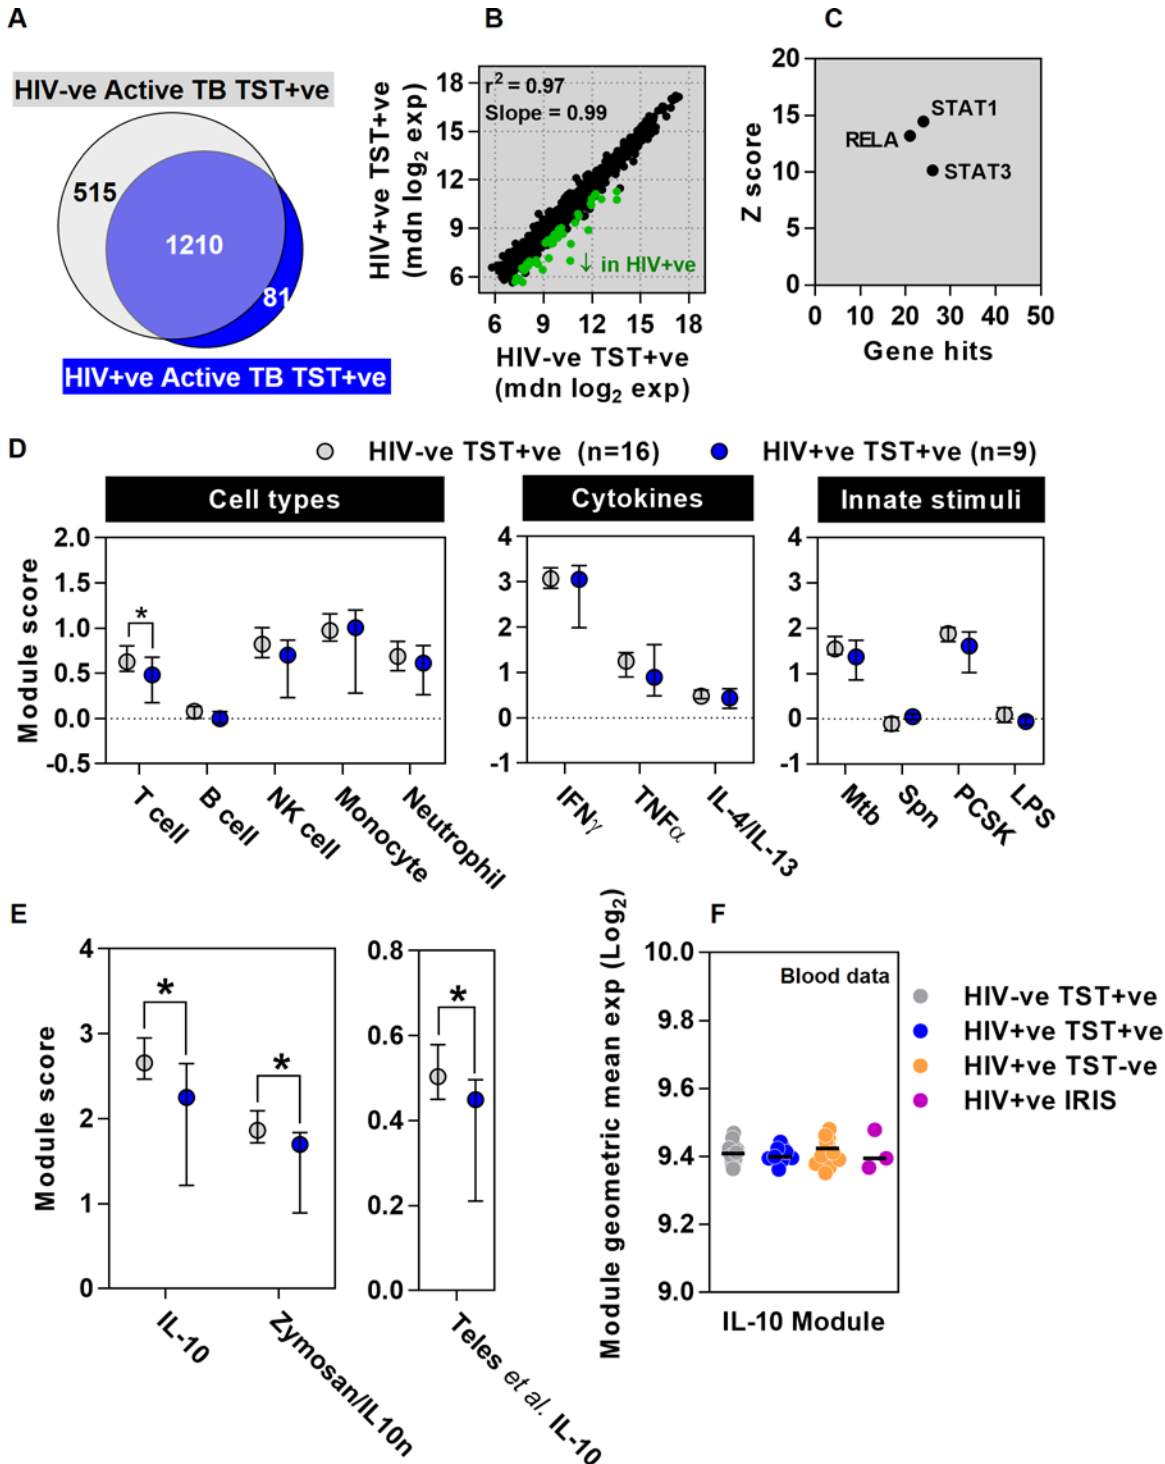 A
HIV-ve Active TB TST+ve
515
1210
81
HIV+ve Active TB TST+ve
B
HIV+ve TST+ve
(mdn log2 exp)
18
15
12
9
6
r2 = 0.97
Slope = 0.99
↓ in HIV+ve
6 9 12 15 18
HIV-ve TST+ve
(mdn log2 exp)
C
Z score
20
15
10
5
0
STAT1
RELA
STAT3
0 10 20 30 40 50
Gene hits
D
HIV-ve TST+ve (n=16)
HIV+ve TST+ve (n=9)
Cell types
Module score
2.0
1.5
1.0
0.5
0.0
-0.5
*
T cell
B cell
NK cell
Monocyte
Neutrophil
Cytokines
4
3
2
1
0
-1
IFNγ
TNFα
IL-4/IL-13
Innate stimuli
4
3
2
1
0
-1
Mtb
Spn
PCSK
LPS
E
Module score
4
3
2
1
0
*
*
IL-10
Zymosan/IL10n
0.8
0.6
0.4
0.2
0.0
*
Teles et al. IL-10
F
Module geometric mean exp (Log2)
10.0
9.8
9.6
9.4
9.2
9.0
Blood data
IL-10 Module
HIV-ve TST+ve
HIV+ve TST+ve
HIV+ve TST-ve
HIV+ve IRIS